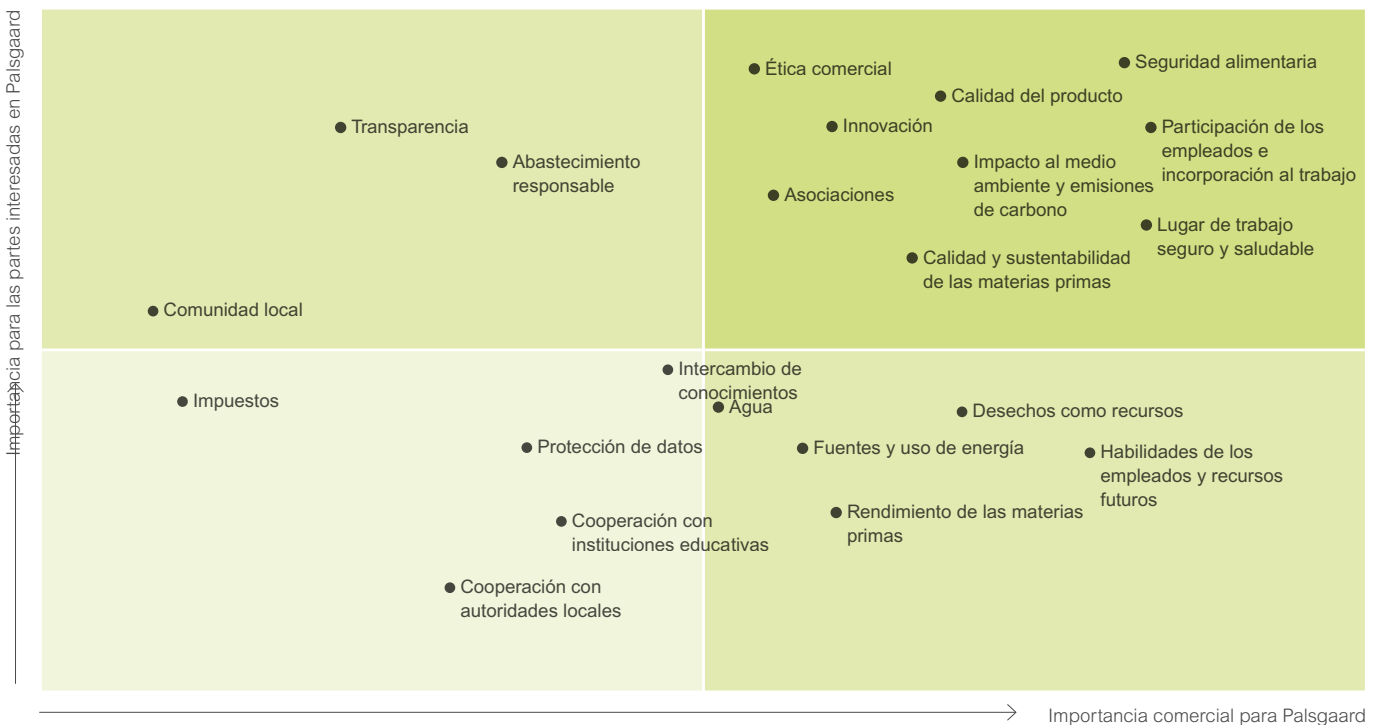 Importancia para las partes interesadas en Palsgaard
Ética comercial
Seguridad alimentaria
Calidad del producto
Transparencia
Innovación
Participación de los
empleados e
incorporación al trabajo
Abastecimiento
responsable
Impacto al medio
ambiente y emisiones
de carbono
Asociaciones
Lugar de trabajo
seguro y saludable
Calidad y sustentabilidad
de las materias primas
Comunidad local
Intercambio de
conocimientos
Impuestos
Agua
Desechos como recursos
Protección de datos
Fuentes y uso de energía
Habilidades de los
empleados y recursos
futuros
Rendimiento de las materias
primas
Cooperación con
instituciones educativas
Cooperación con
autoridades locales
Importancia comercial para Palsgaard